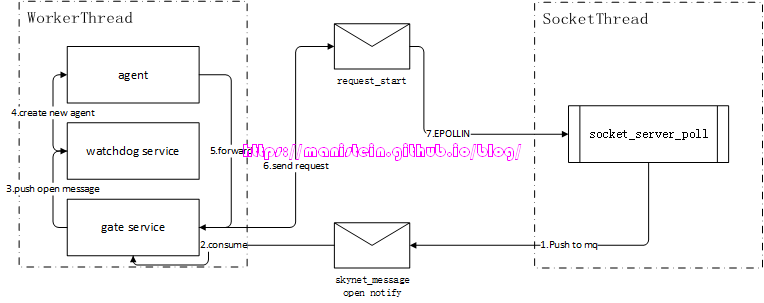 WorkerThread
SocketThread
agent
request_start
4.create new agent
7.EPOLLIN
socket_server_poll
watchdog service
5.forward
https://manistein.github.io/blog/
6.send request
3.push open message
gate service
2.consume
1.Push to mq
skynet_message
open notify